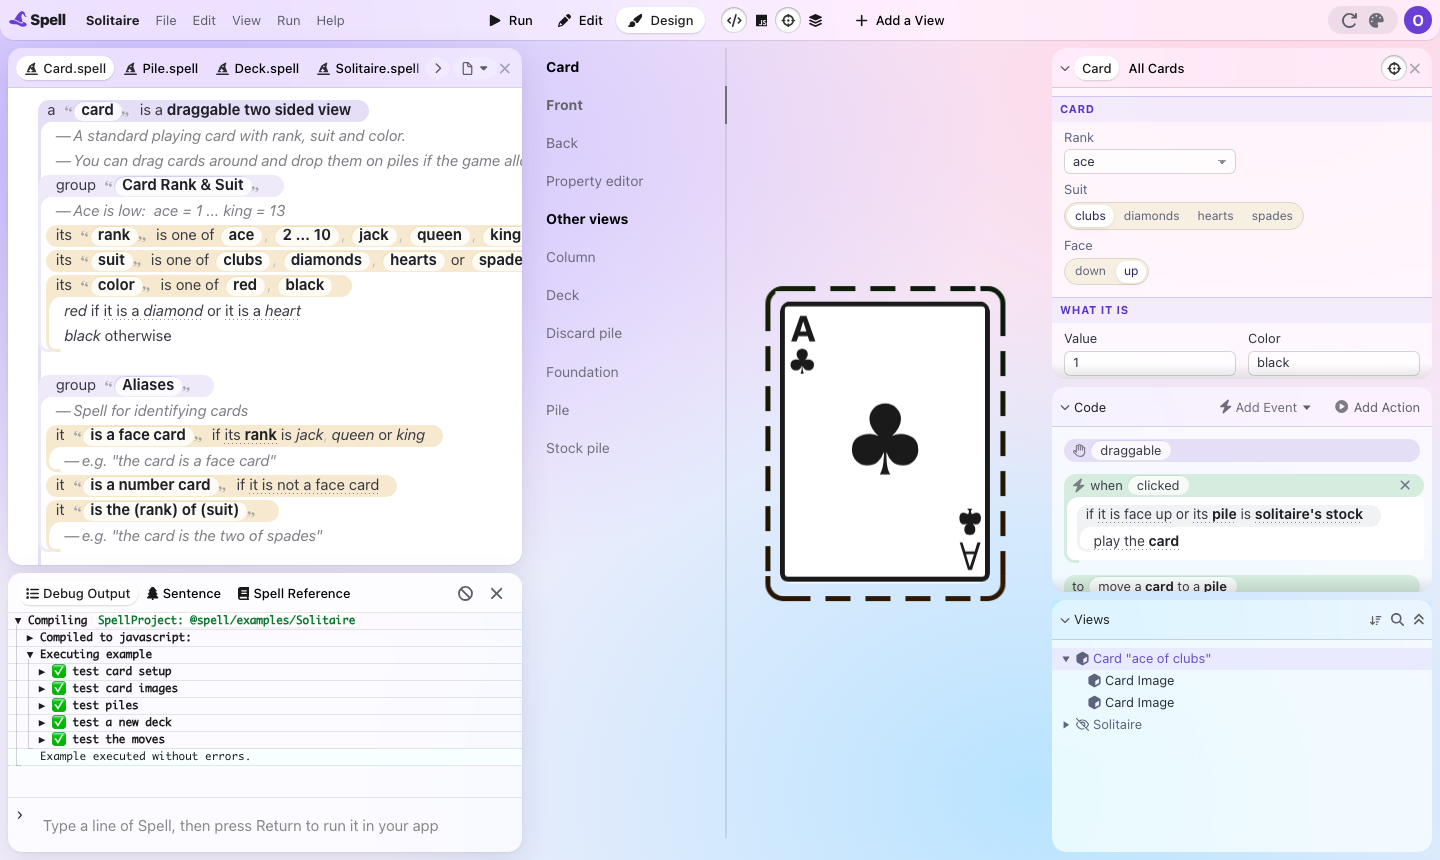 Spell Solitaire File Edit View Run Help Run Edit Design JS Add a View O
Card.spell Pile.spell Deck.spell Solitaire.spell
a “ card „ is a draggable two sided view
— A standard playing card with rank, suit and color.
— You can drag cards around and drop them on piles if the game allo
group “ Card Rank & Suit „
— Ace is low: ace = 1 ... king = 13
its “ rank „ is one of ace , 2 ... 10 , jack , queen , king
its “ suit „ is one of clubs , diamonds , hearts or spade
its “ color „ is one of red , black
red if it is a diamond or it is a heart
black otherwise
group “ Aliases „
— Spell for identifying cards
it “ is a face card „ if its rank is jack, queen or king
— e.g. "the card is a face card"
it “ is a number card „ if it is not a face card
it “ is the (rank) of (suit) „
— e.g. "the card is the two of spades"
Debug Output Sentence Spell Reference
Compiling SpellProject: @spell/examples/Solitaire
Compiled to javascript:
Executing example
✅ test card setup
✅ test card images
✅ test piles
✅ test a new deck
✅ test the moves
Example executed without errors.
Type a line of Spell, then press Return to run it in your app
Card
Front
Back
Property editor
Other views
Column
Deck
Discard pile
Foundation
Pile
Stock pile
A
A
Card All Cards
CARD
Rank
ace
Suit
clubs diamonds hearts spades
Face
down up
WHAT IT IS
Value Color
1 black
Code Add Event Add Action
draggable
when clicked
if it is face up or its pile is solitaire's stock
play the card
to move a card to a pile
Views
Card "ace of clubs"
Card Image
Card Image
Solitaire